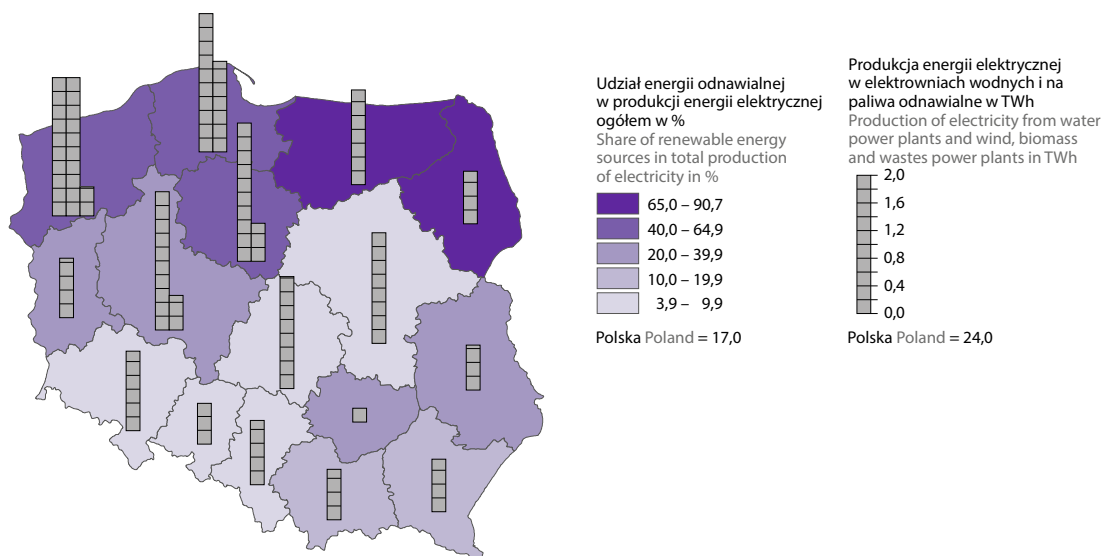 Udział energii odnawialnej
w produkcji energii elektrycznej
ogółem w %
Share of renewable energy
sources in total production
of electricity in %
65,0 – 90,7
40,0 – 64,9
20,0 – 39,9
10,0 – 19,9
3,9 – 9,9
Polska Poland = 17,0
Produkcja energii elektrycznej
w elektrowniach wodnych i na
paliwa odnawialne w TWh
Production of electricity from water
power plants and wind, biomass
and wastes power plants in TWh
2,0
1,6
1,2
0,8
0,4
0,0
Polska Poland = 24,0